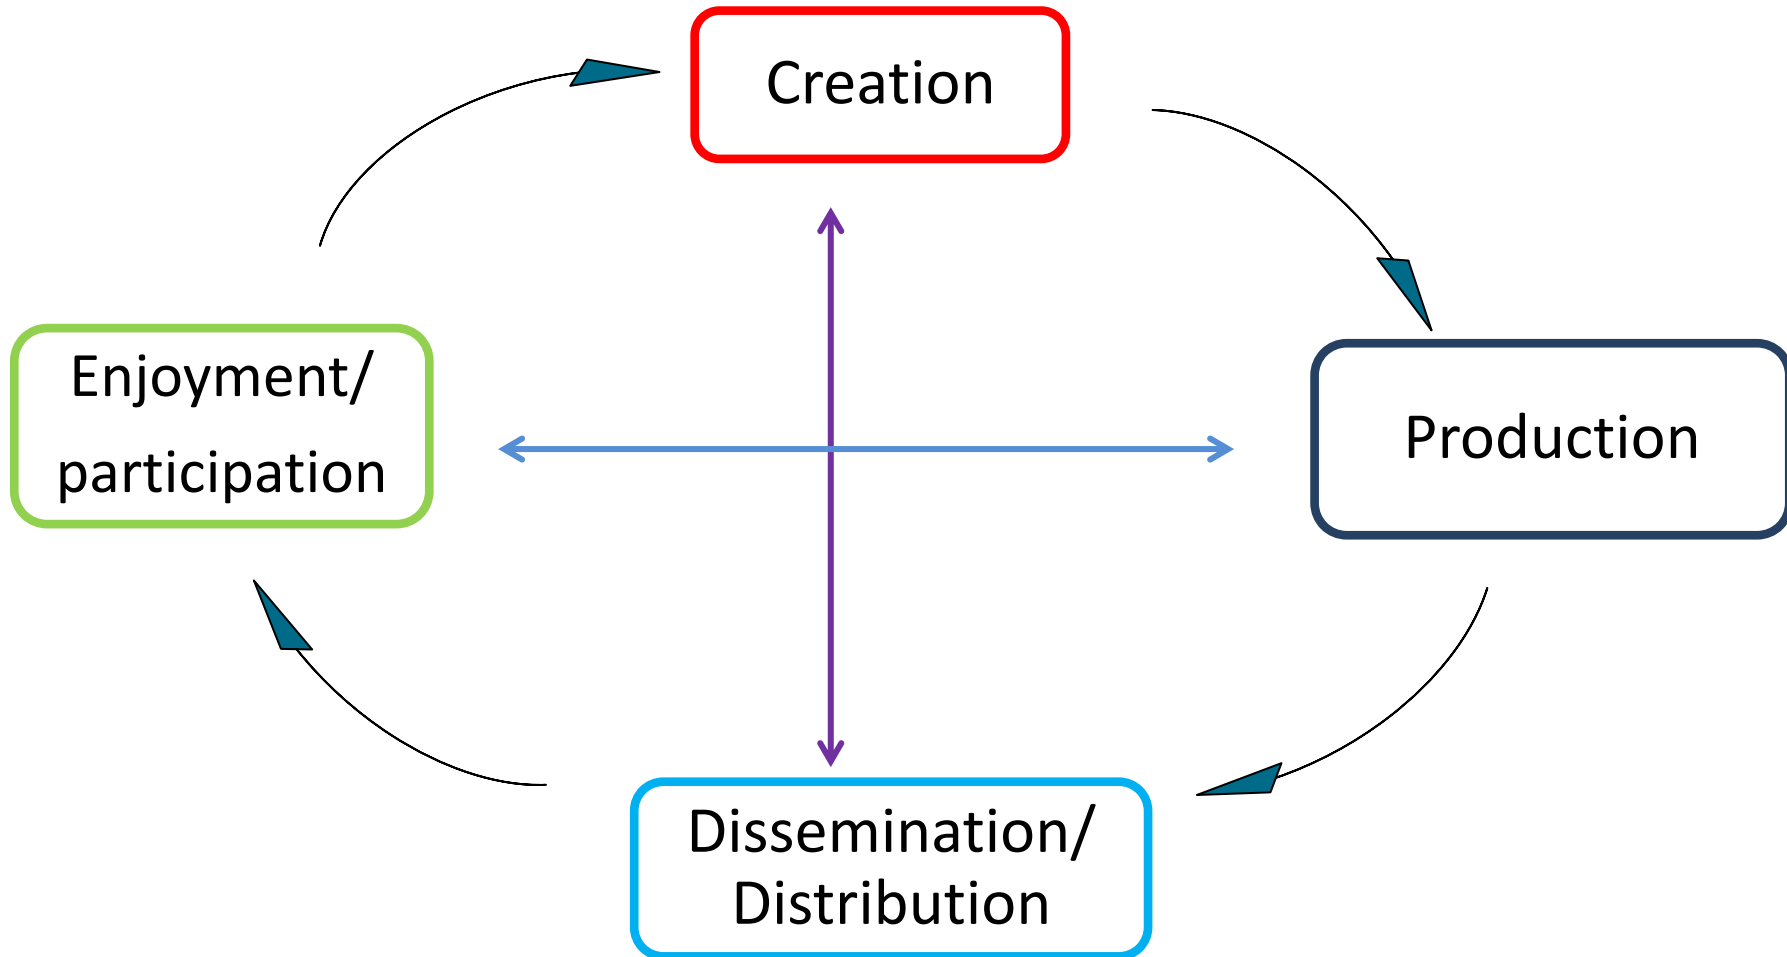 Creation
Enjoyment/
participation
Production
Dissemination/
Distribution